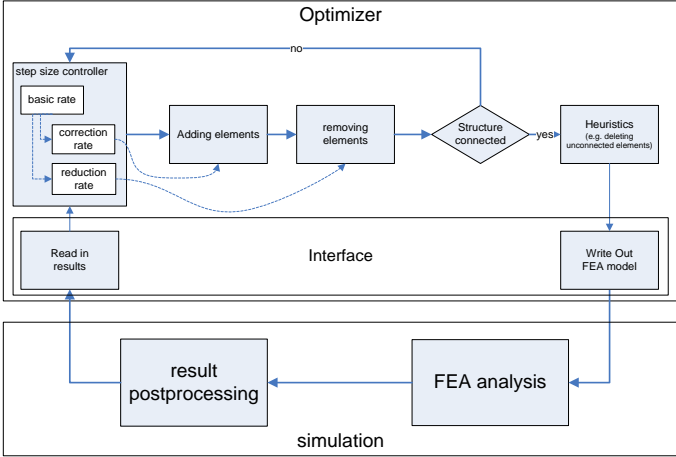 Optimizer
no
step size controller
basic rate
correction
rate
reduction
rate
Adding elements
removing
elements
Structure
connected
yes
Heuristics
(e.g. deleting
unconnected elements)
Read in
results
Interface
Write Out
FEA model
result
postprocessing
FEA analysis
simulation